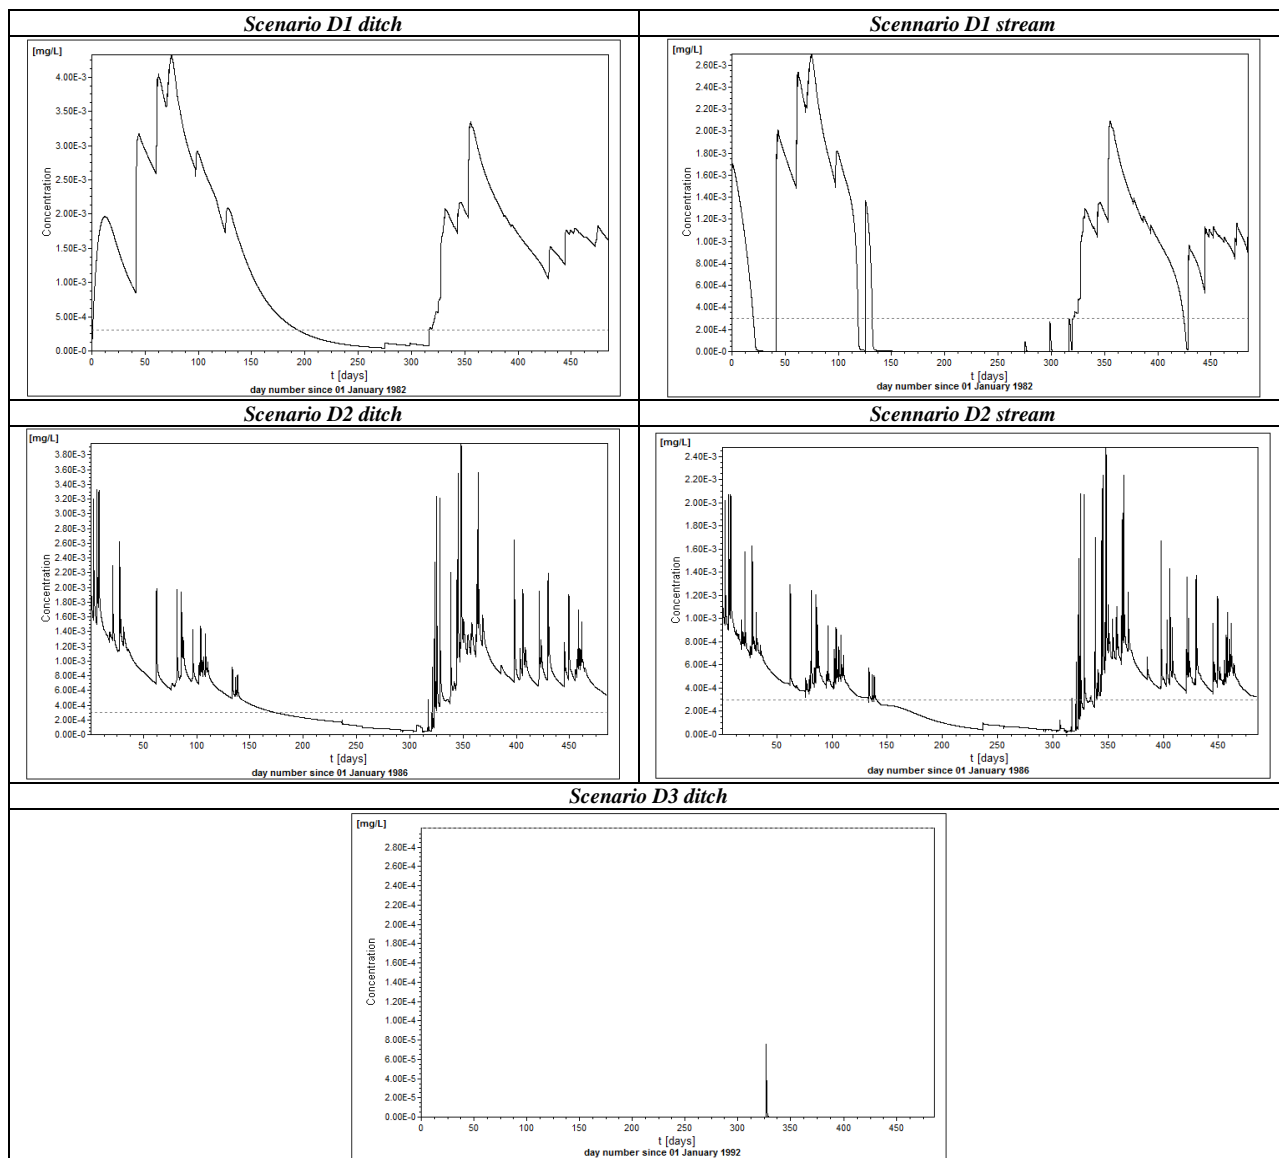 Scenario D1 ditch
Scennario D1 stream
[mg/L]
4.00E-3
3.50E-3
3.00E-3
2.50E-3
2.00E-3
1.50E-3
1.00E-3
5.00E-4
0.00E+0
Concentration
0 50 100 150 200 250 300 350 400 450
t [days]
day number since 01 January 1982
[mg/L]
2.60E-3
2.40E-3
2.20E-3
2.00E-3
1.80E-3
1.60E-3
1.40E-3
1.20E-3
1.00E-3
8.00E-4
6.00E-4
4.00E-4
2.00E-4
0.00E+0
Concentration
0 50 100 150 200 250 300 350 400 450
t [days]
day number since 01 January 1982
Scenario D2 ditch
Scennario D2 stream
[mg/L]
3.80E-3
3.60E-3
3.40E-3
3.20E-3
3.00E-3
2.80E-3
2.60E-3
2.40E-3
2.20E-3
2.00E-3
1.80E-3
1.60E-3
1.40E-3
1.20E-3
1.00E-3
8.00E-4
6.00E-4
4.00E-4
2.00E-4
0.00E+0
Concentration
50 100 150 200 250 300 350 400 450
t [days]
day number since 01 January 1986
[mg/L]
2.40E-3
2.20E-3
2.00E-3
1.80E-3
1.60E-3
1.40E-3
1.20E-3
1.00E-3
8.00E-4
6.00E-4
4.00E-4
2.00E-4
0.00E+0
Concentration
50 100 150 200 250 300 350 400 450
t [days]
day number since 01 January 1986
Scenario D3 ditch
[mg/L]
2.80E-4
2.60E-4
2.40E-4
2.20E-4
2.00E-4
1.80E-4
1.60E-4
1.40E-4
1.20E-4
1.00E-4
8.00E-5
6.00E-5
4.00E-5
2.00E-5
0.00E+0
Concentration
0 50 100 150 200 250 300 350 400 450
t [days]
day number since 01 January 1992